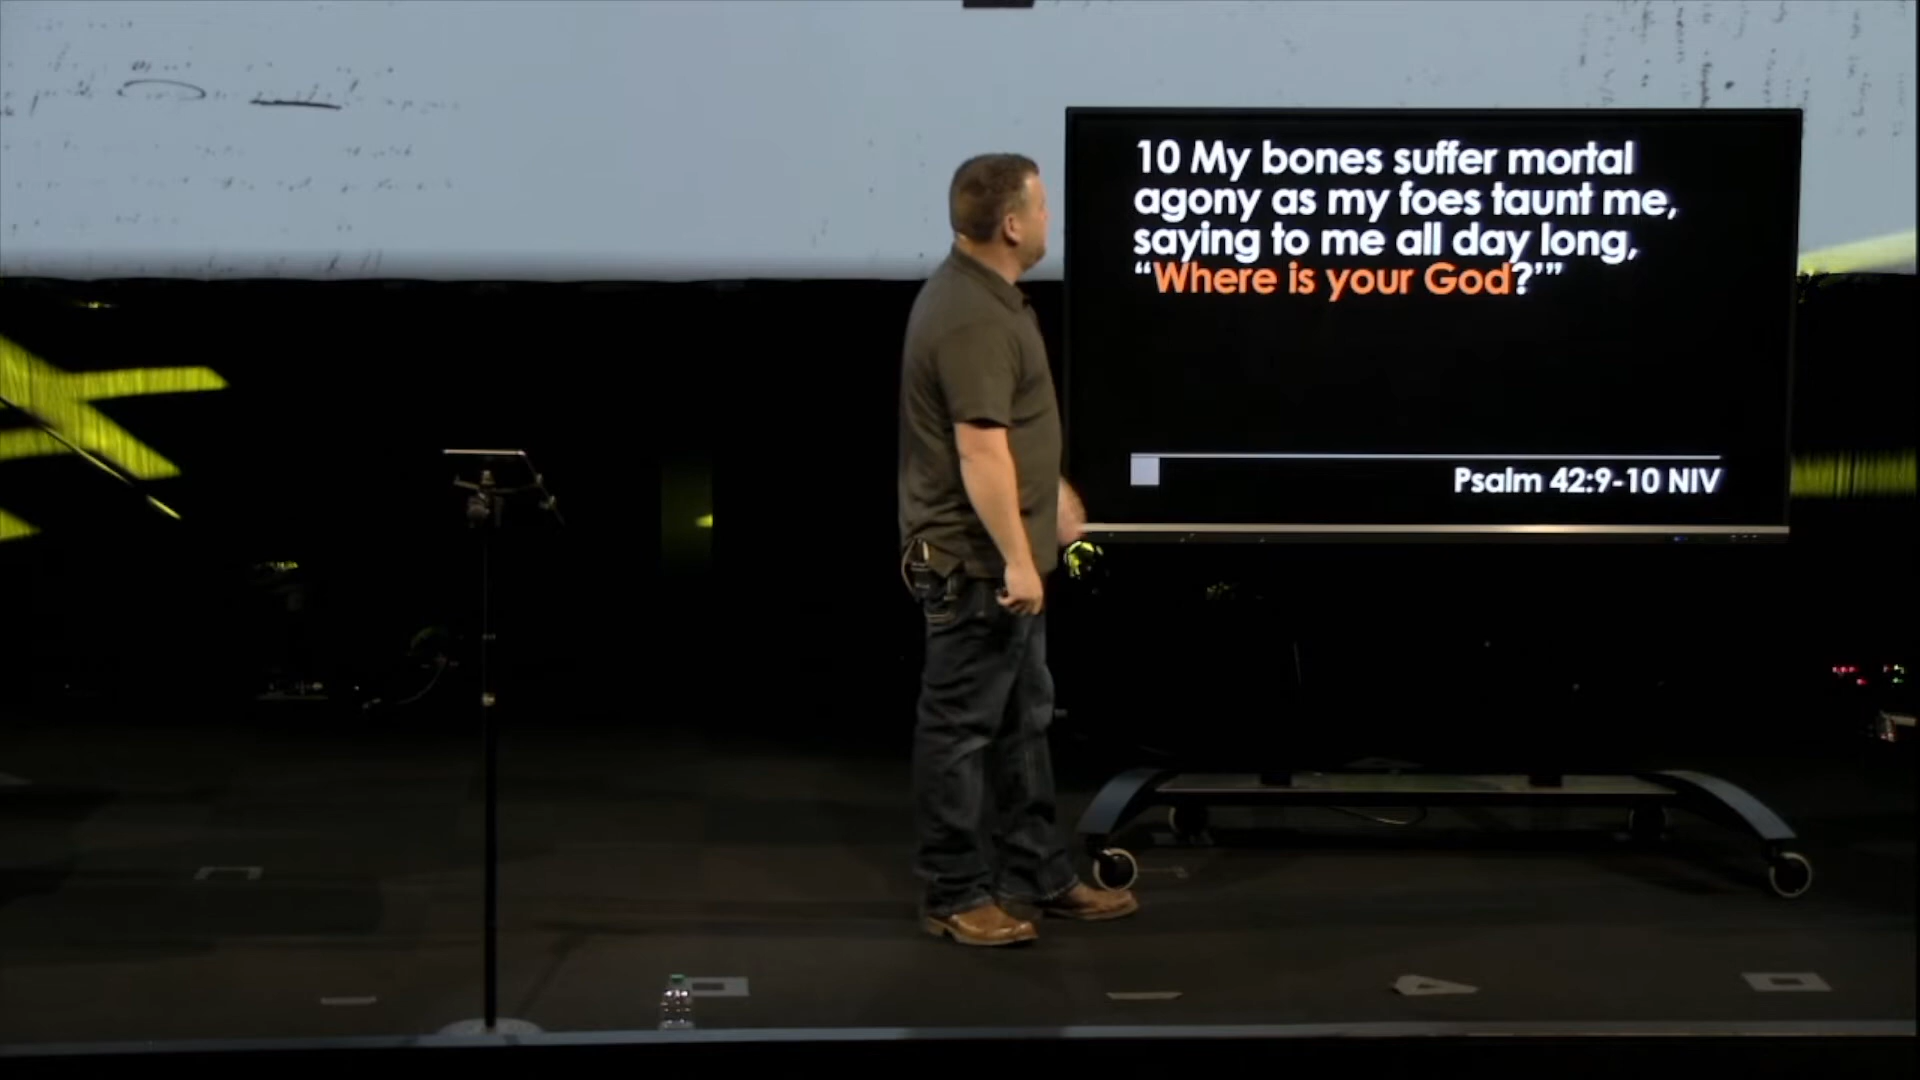 10 My bones suffer mortal
agony as my foes taunt me,
saying to me all day long,
“Where is your God?’”
Psalm 42:9-10 NIV